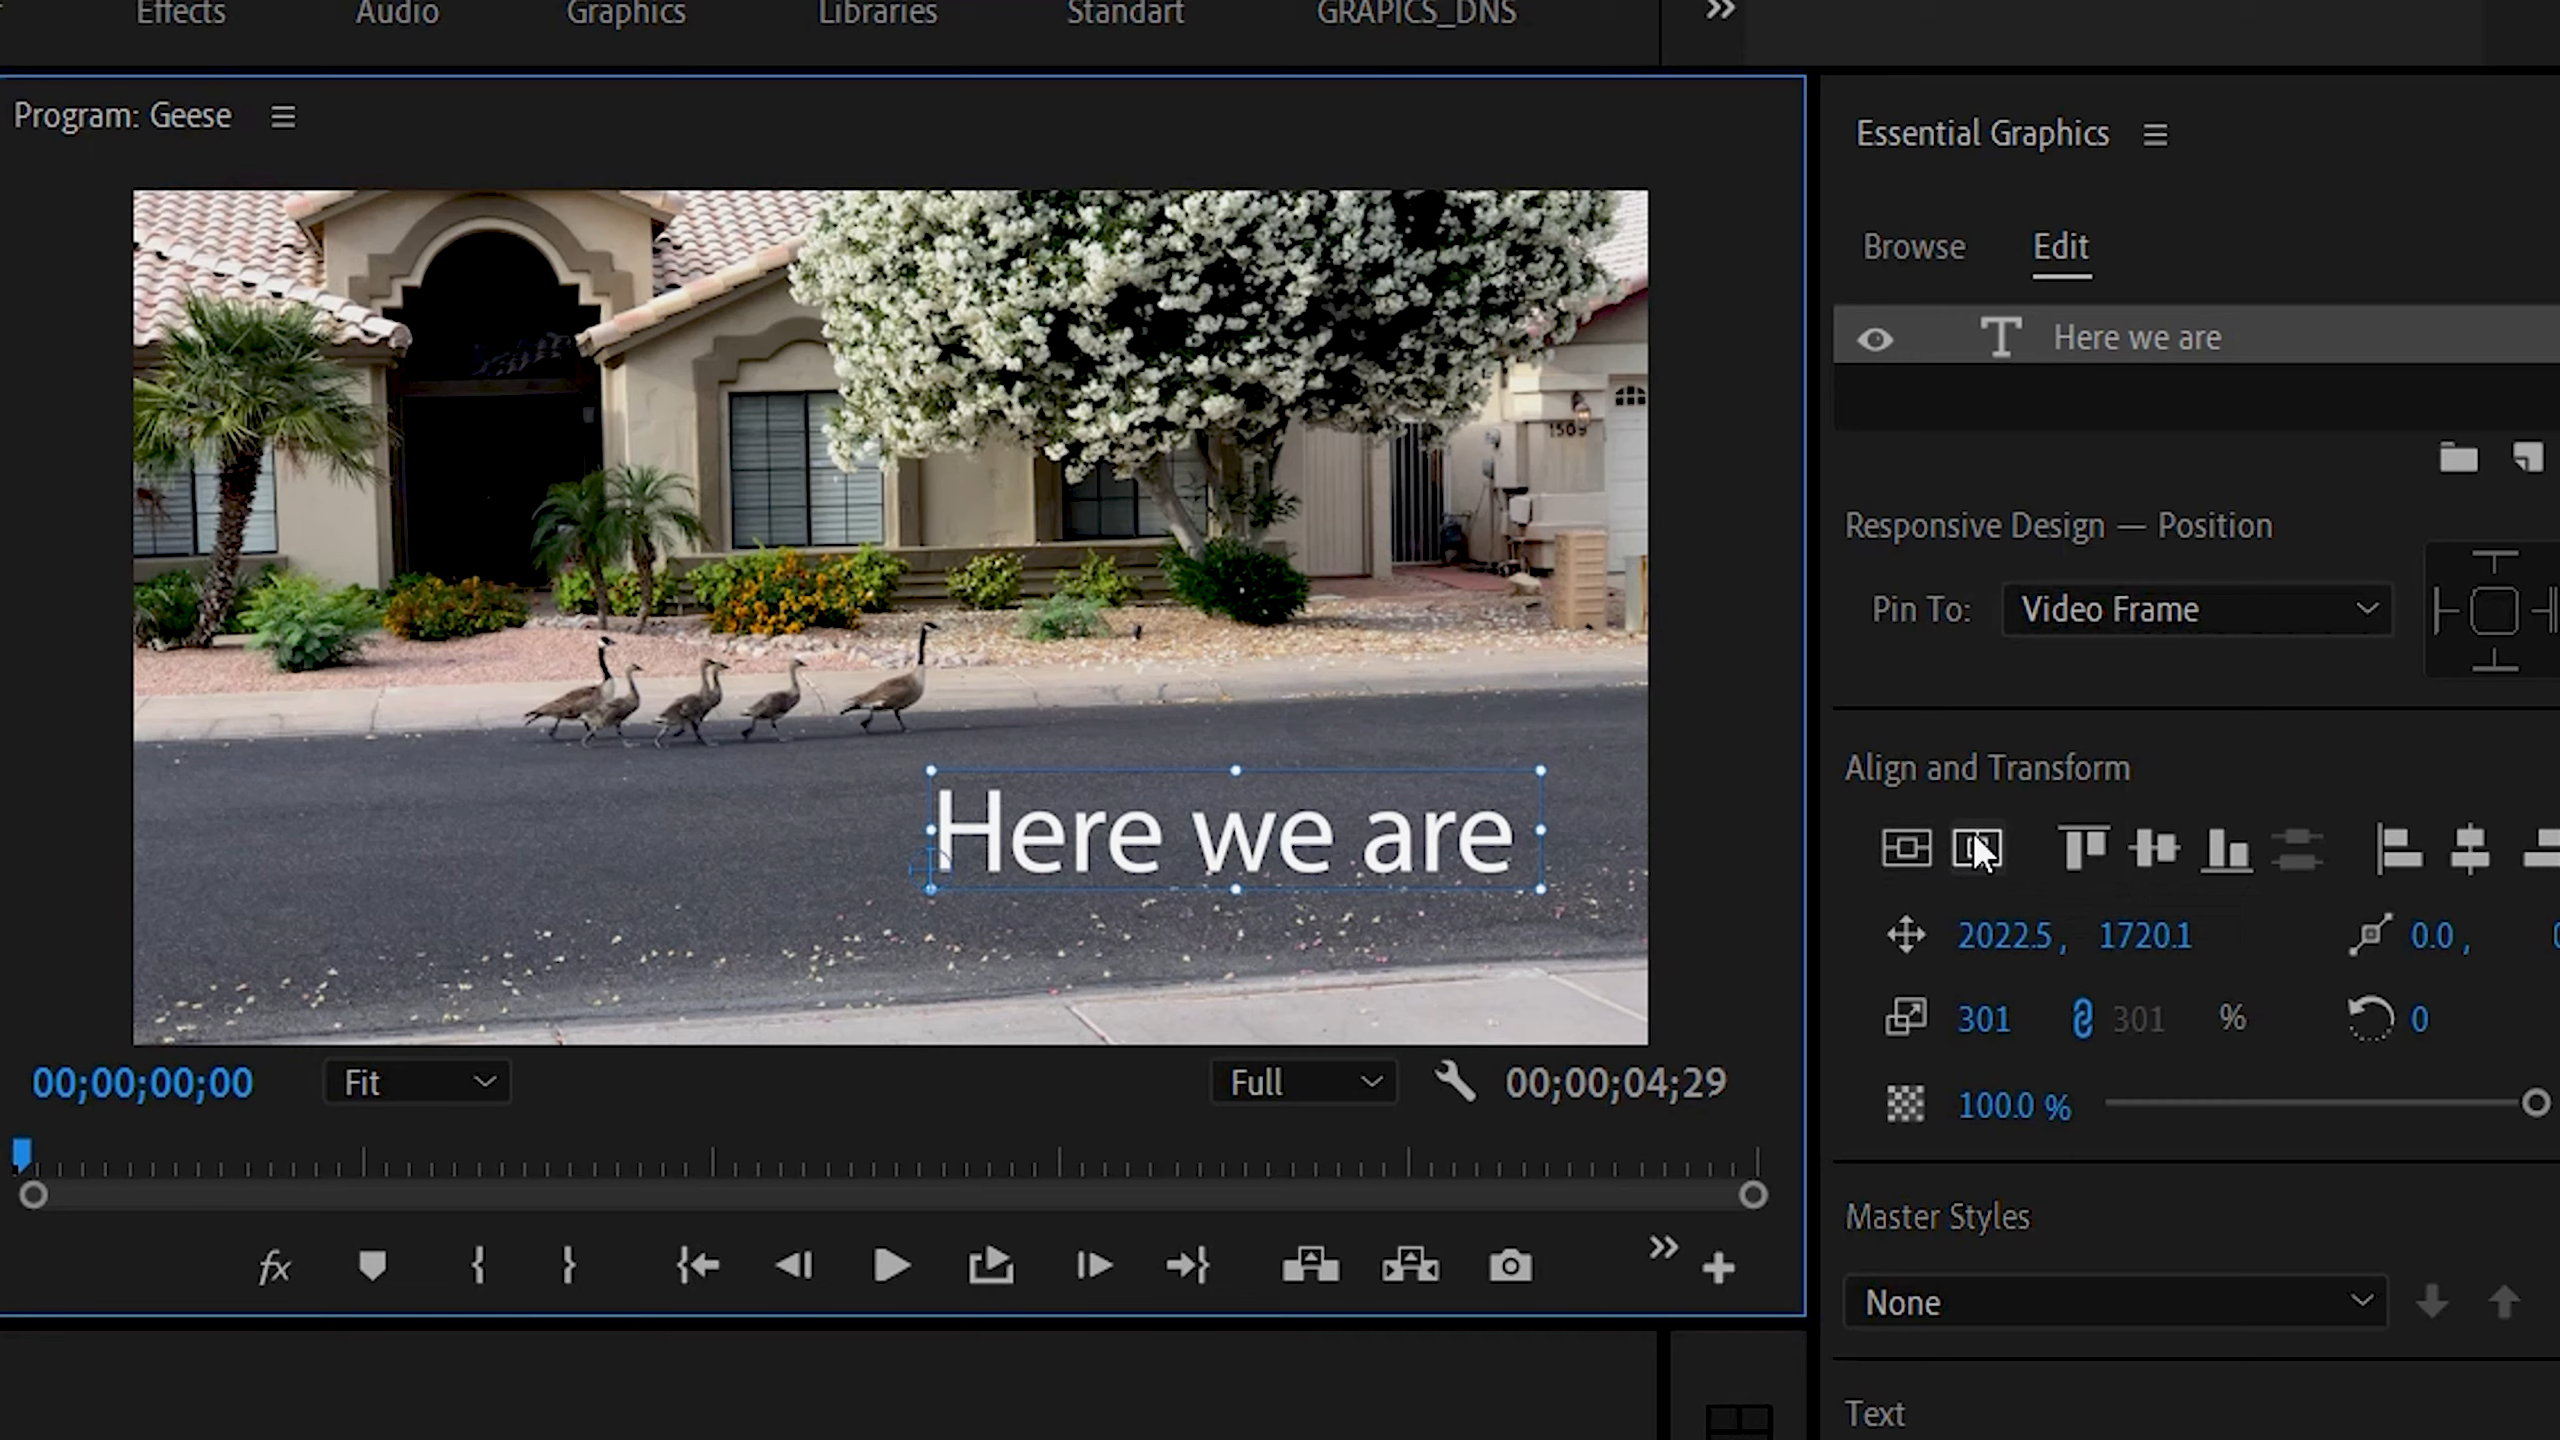 Effects Audio Graphics Libraries Standart GRAPICS_DNS
Program: Geese
Essential Graphics
Browse Edit
Here we are
1509
Responsive Design — Position
Pin To: Video Frame
Align and Transform
Here we are
2022.5, 1720.1 0.0,
301 301 % 0
100.0 %
00;00;00;00 Fit Full 00;00;04;29
Master Styles
fx
None
Text